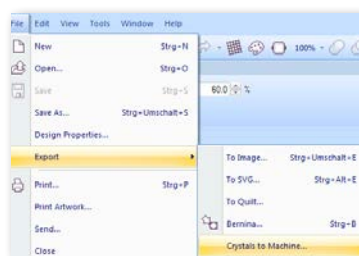 File Edit View Tools Window Help
New Strg+N
100%
Open... Strg+O
Save Strg+S
60.0 %
Save As... Strg+Umschalt+S
Design Properties...
Export
To Image... Strg+Umschalt+E
Print... Strg+P
To SVG... Strg+Alt+E
Print Artwork...
To Quilt...
Send...
Bernina... Strg+B
Close
Crystals to Machine...